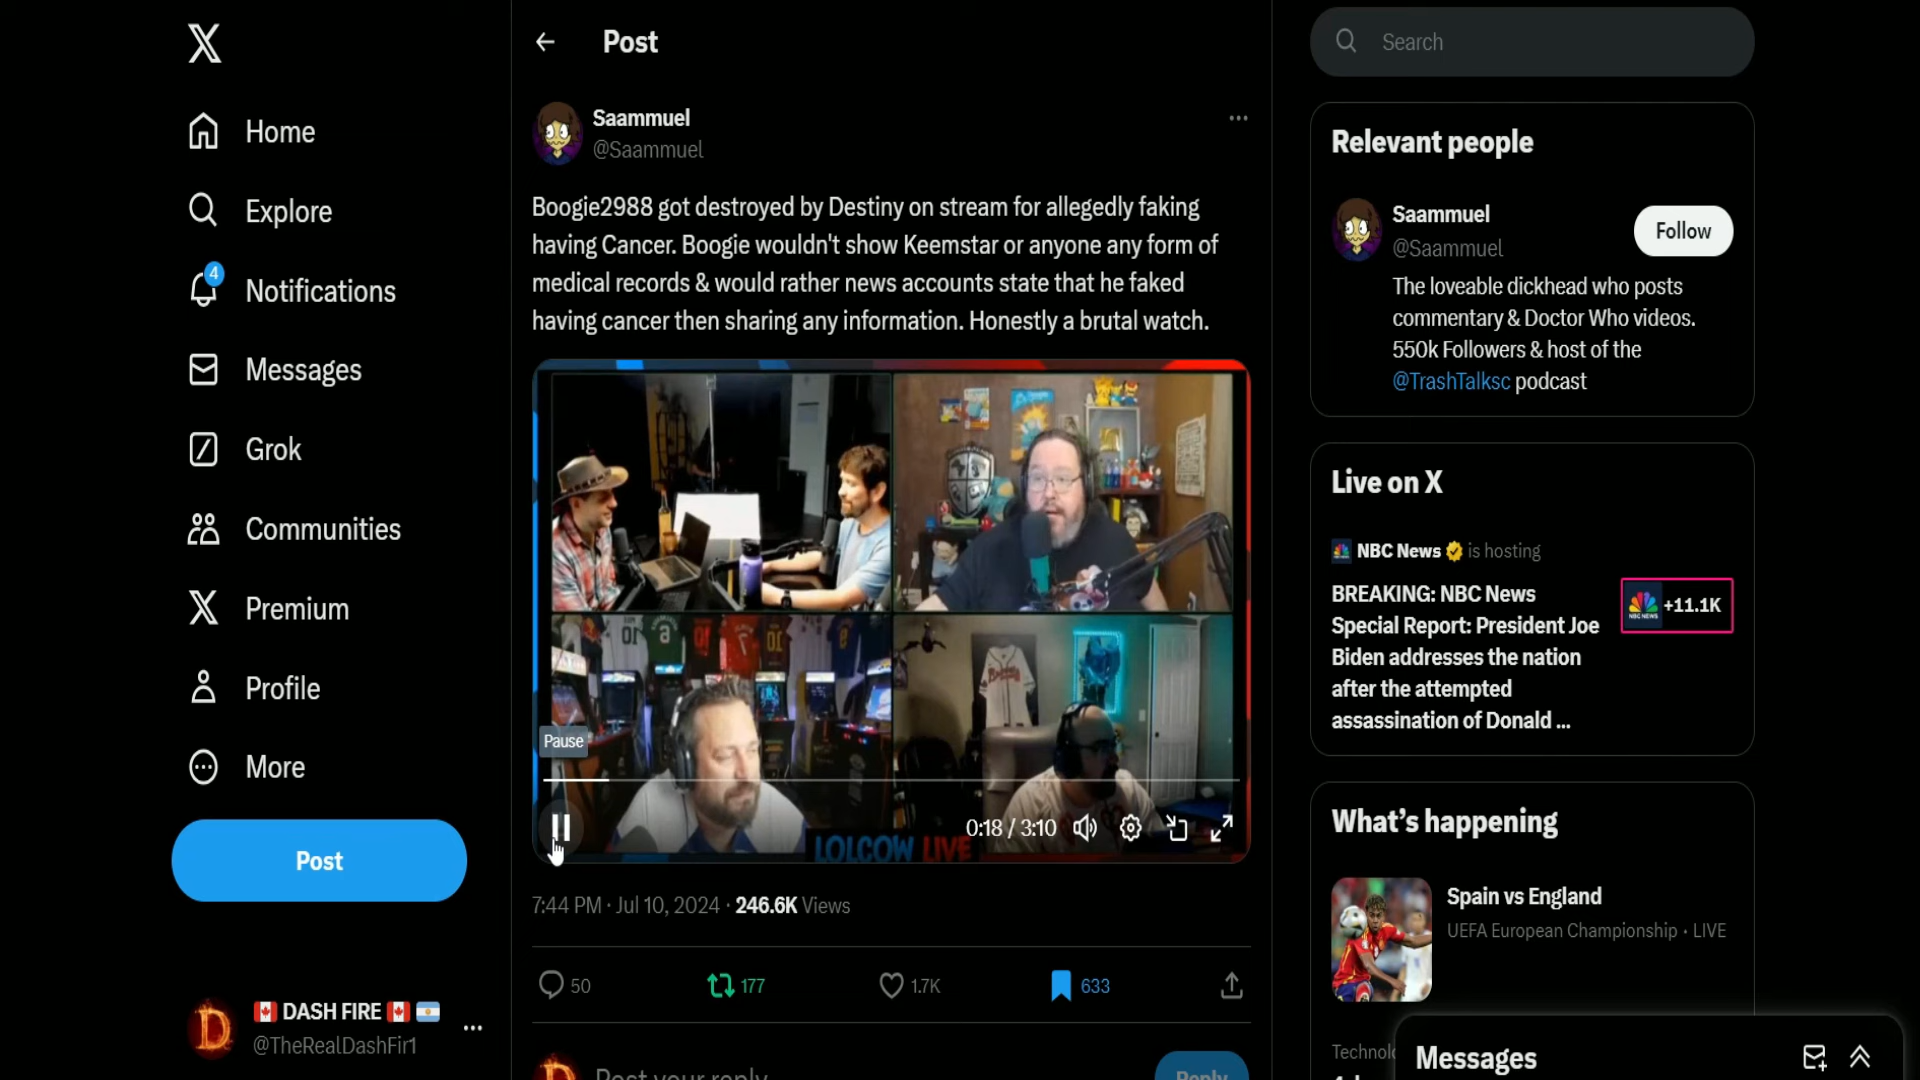 Home
Explore
4
Notifications
Messages
Grok
Communities
Premium
Profile
More
Post
DASH FIRE
@TheRealDashFir1
Post
Saammuel
@Saammuel
Boogie2988 got destroyed by Destiny on stream for allegedly faking
having Cancer. Boogie wouldn't show Keemstar or anyone any form of
medical records & would rather news accounts state that he faked
having cancer then sharing any information. Honestly a brutal watch.
Pause
0:18 / 3:10
LOLCOW LIVE
7:44 PM · Jul 10, 2024 · 246.6K Views
50
177
1.7K
633
Post your reply
Reply
Search
Relevant people
Saammuel
@Saammuel
Follow
The loveable dickhead who posts
commentary & Doctor Who videos.
550k Followers & host of the
@TrashTalksc podcast
Live on X
NBC News is hosting
BREAKING: NBC News
Special Report: President Joe
Biden addresses the nation
after the attempted
assassination of Donald ...
NBC NEWS
+11.1K
What's happening
Spain vs England
UEFA European Championship · LIVE
Messages